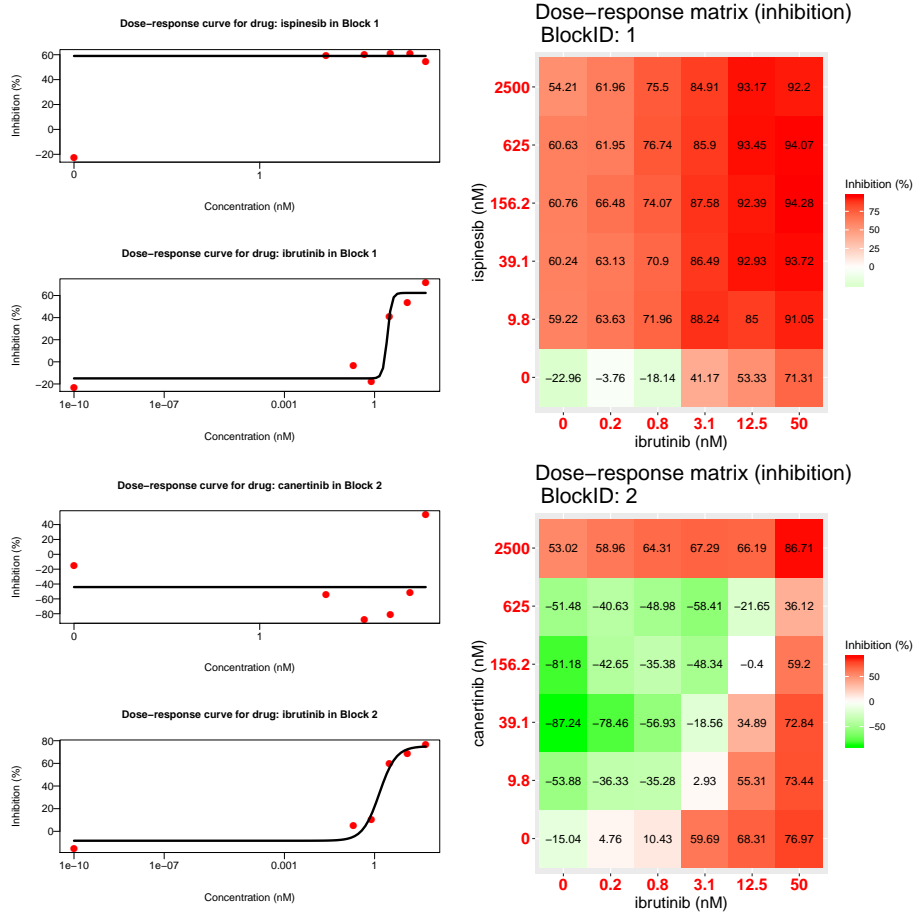 Dose−response curve for drug: ispinesib in Block 1
Inhibition (%)
60
40
20
0
−20
0
1
Concentration (nM)
Dose−response curve for drug: ibrutinib in Block 1
Inhibition (%)
60
40
20
0
−20
1e−10
1e−07
0.001
1
Concentration (nM)
Dose−response matrix (inhibition)
BlockID: 1
ispinesib (nM)
2500 54.21 61.96 75.5 84.91 93.17 92.2
625 60.63 61.95 76.74 85.9 93.45 94.07
156.2 60.76 66.48 74.07 87.58 92.39 94.28
39.1 60.24 63.13 70.9 86.49 92.93 93.72
9.8 59.22 63.63 71.96 88.24 85 91.05
0 −22.96 −3.76 −18.14 41.17 53.33 71.31
0 0.2 0.8 3.1 12.5 50
ibrutinib (nM)
Inhibition (%)
75
50
25
0
Dose−response curve for drug: canertinib in Block 2
Inhibition (%)
40
20
0
−20
−40
−60
−80
0
1
Concentration (nM)
Dose−response curve for drug: ibrutinib in Block 2
Inhibition (%)
80
60
40
20
0
1e−10
1e−07
0.001
1
Concentration (nM)
Dose−response matrix (inhibition)
BlockID: 2
canertinib (nM)
2500 53.02 58.96 64.31 67.29 66.19 86.71
625 −51.48 −40.63 −48.98 −58.41 −21.65 36.12
156.2 −81.18 −42.65 −35.38 −48.34 −0.4 59.2
39.1 −87.24 −78.46 −56.93 −18.56 34.89 72.84
9.8 −53.88 −36.33 −35.28 2.93 55.31 73.44
0 −15.04 4.76 10.43 59.69 68.31 76.97
0 0.2 0.8 3.1 12.5 50
ibrutinib (nM)
Inhibition (%)
50
0
−50